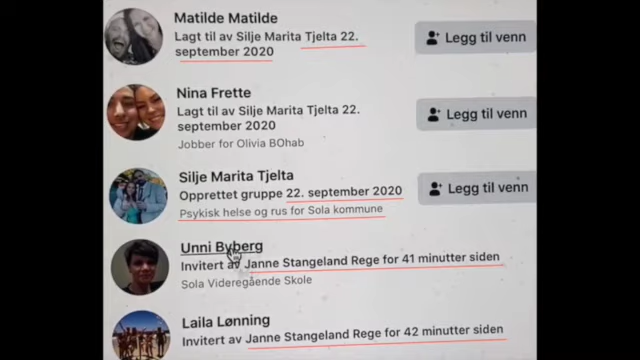 Matilde Matilde
Lagt til av Silje Marita Tjelta 22.
september 2020
Legg til venn
Nina Frette
Lagt til av Silje Marita Tjelta 22.
september 2020
Jobber for Olivia BOhab
Legg til venn
Silje Marita Tjelta
Opprettet gruppe 22. september 2020
Psykisk helse og rus for Sola kommune
Legg til venn
Unni Byberg
Invitert av Janne Stangeland Rege for 41 minutter siden
Sola Videregående Skole
Laila Lønning
Invitert av Janne Stangeland Rege for 42 minutter siden